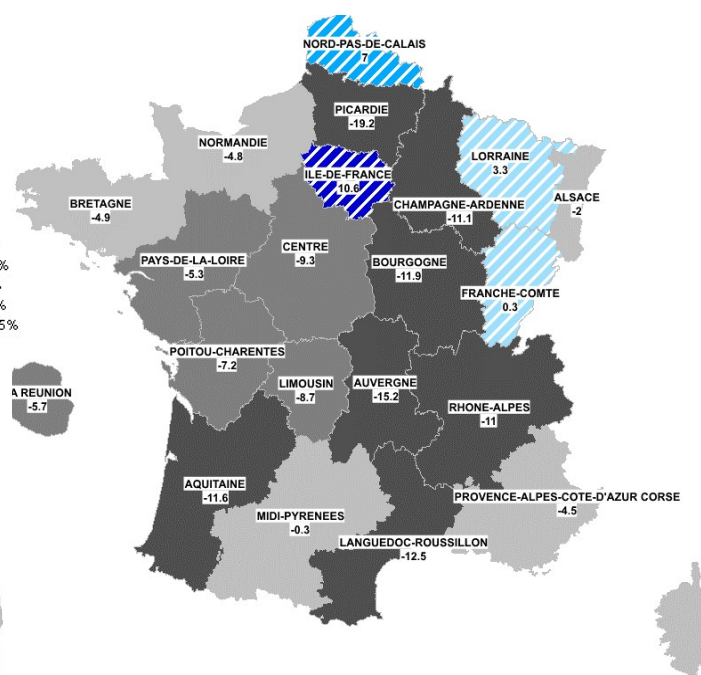 NORD-PAS-DE-CALAIS
7
PICARDIE
-19.2
NORMANDIE
-4.8
LORRAINE
3.3
ILE-DE-FRANCE
10.6
BRETAGNE
-4.9
CHAMPAGNE-ARDENNE
-11.1
ALSACE
-2
CENTRE
-9.3
PAYS-DE-LA-LOIRE
-5.3
BOURGOGNE
-11.9
%
%
5%
FRANCHE-COMTE
0.3
POITOU-CHARENTES
-7.2
LIMOUSIN
-8.7
AUVERGNE
-15.2
A REUNION
-5.7
RHONE-ALPES
-11
AQUITAINE
-11.6
PROVENCE-ALPES-COTE-D'AZUR CORSE
-4.5
MIDI-PYRENEES
-0.3
LANGUEDOC-ROUSSILLON
-12.5